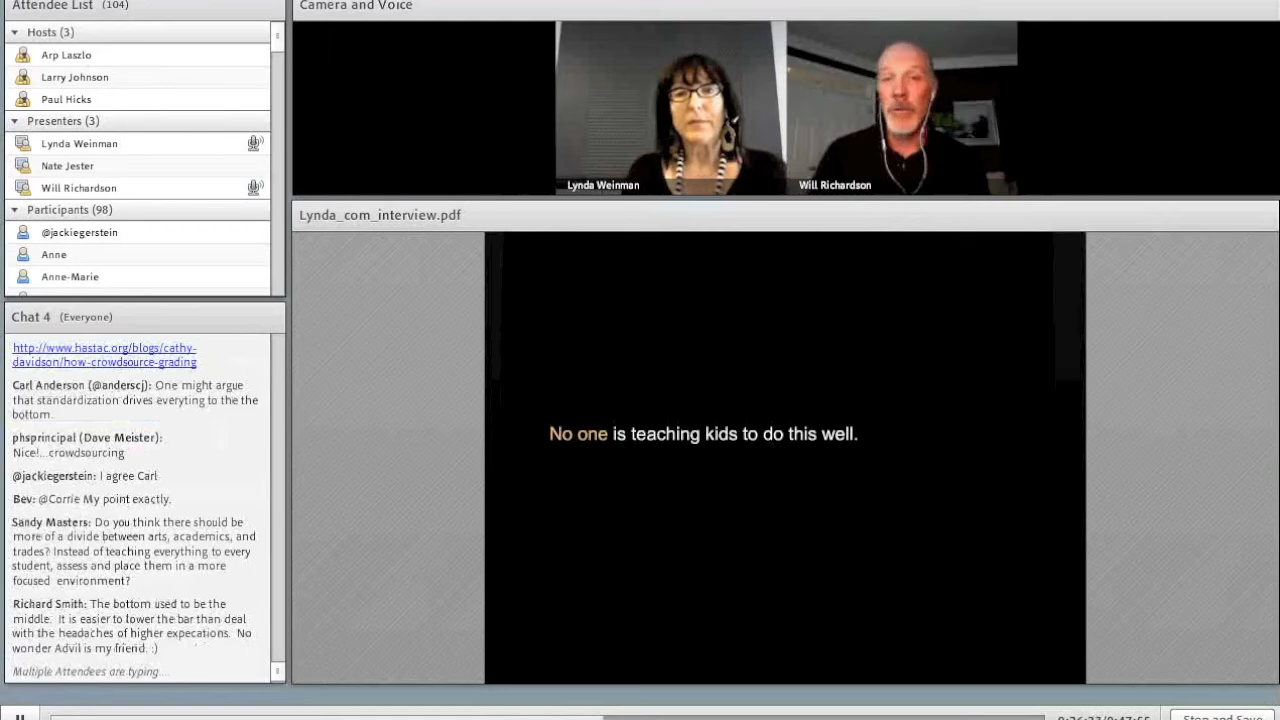 Attendee List (104)
Hosts (3)
Arp Laszlo
Larry Johnson
Paul Hicks
Presenters (3)
Lynda Weinman
Nate Jester
Will Richardson
Participants (98)
@jackiegerstein
Anne
Anne-Marie
Chat 4 (Everyone)
http://www.hastac.org/blogs/cathy-
davidson/how-crowdsource-grading
Carl Anderson (@anderscj): One might argue
that standardization drives everyting to the the
bottom.
phsprincipal (Dave Meister):
Nice!...crowdsourcing
@jackiegerstein: I agree Carl
Bev: @Corrie My point exactly.
Sandy Masters: Do you think there should be
more of a divide between arts, academics, and
trades? Instead of teaching everything to every
student, assess and place them in a more
focused environment?
Richard Smith: The bottom used to be the
middle. It is easier to lower the bar than deal
with the headaches of higher expecations. No
wonder Advil is my friend. :)
Multiple Attendees are typing...
Camera and Voice
Lynda Weinman
Will Richardson
Lynda_com_interview.pdf
No one is teaching kids to do this well.
Stop and Save